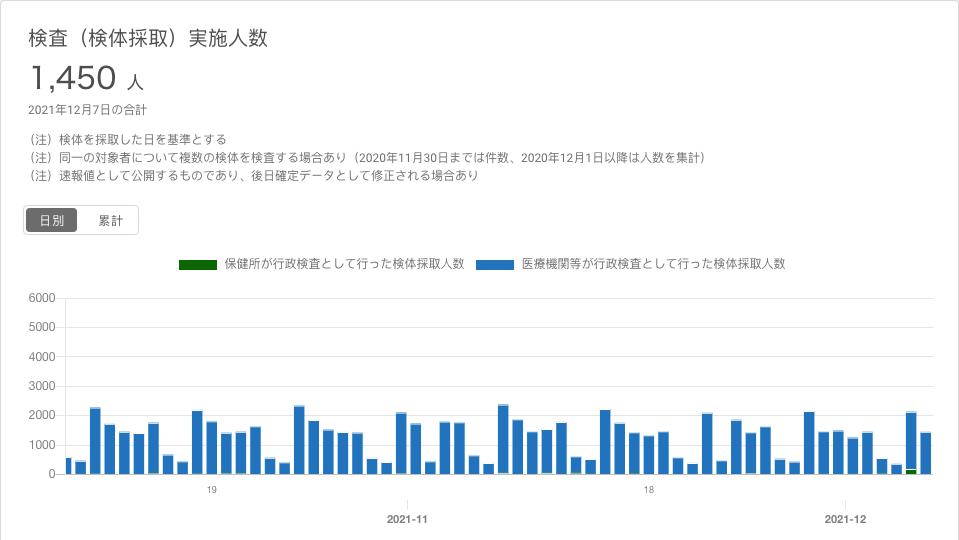 検査（検体採取）実施人数
1,450 人
2021年12月7日の合計
（注）検体を採取した日を基準とする
（注）同一の対象者について複数の検体を検査する場合あり（2020年11月30日までは件数、2020年12月1日以降は人数を集計）
（注）速報値として公開するものであり、後日確定データとして修正される場合あり
日別 累計
保健所が行政検査として行った検体採取人数 医療機関等が行政検査として行った検体採取人数
6000
5000
4000
3000
2000
1000
0
19 18
2021-11 2021-12